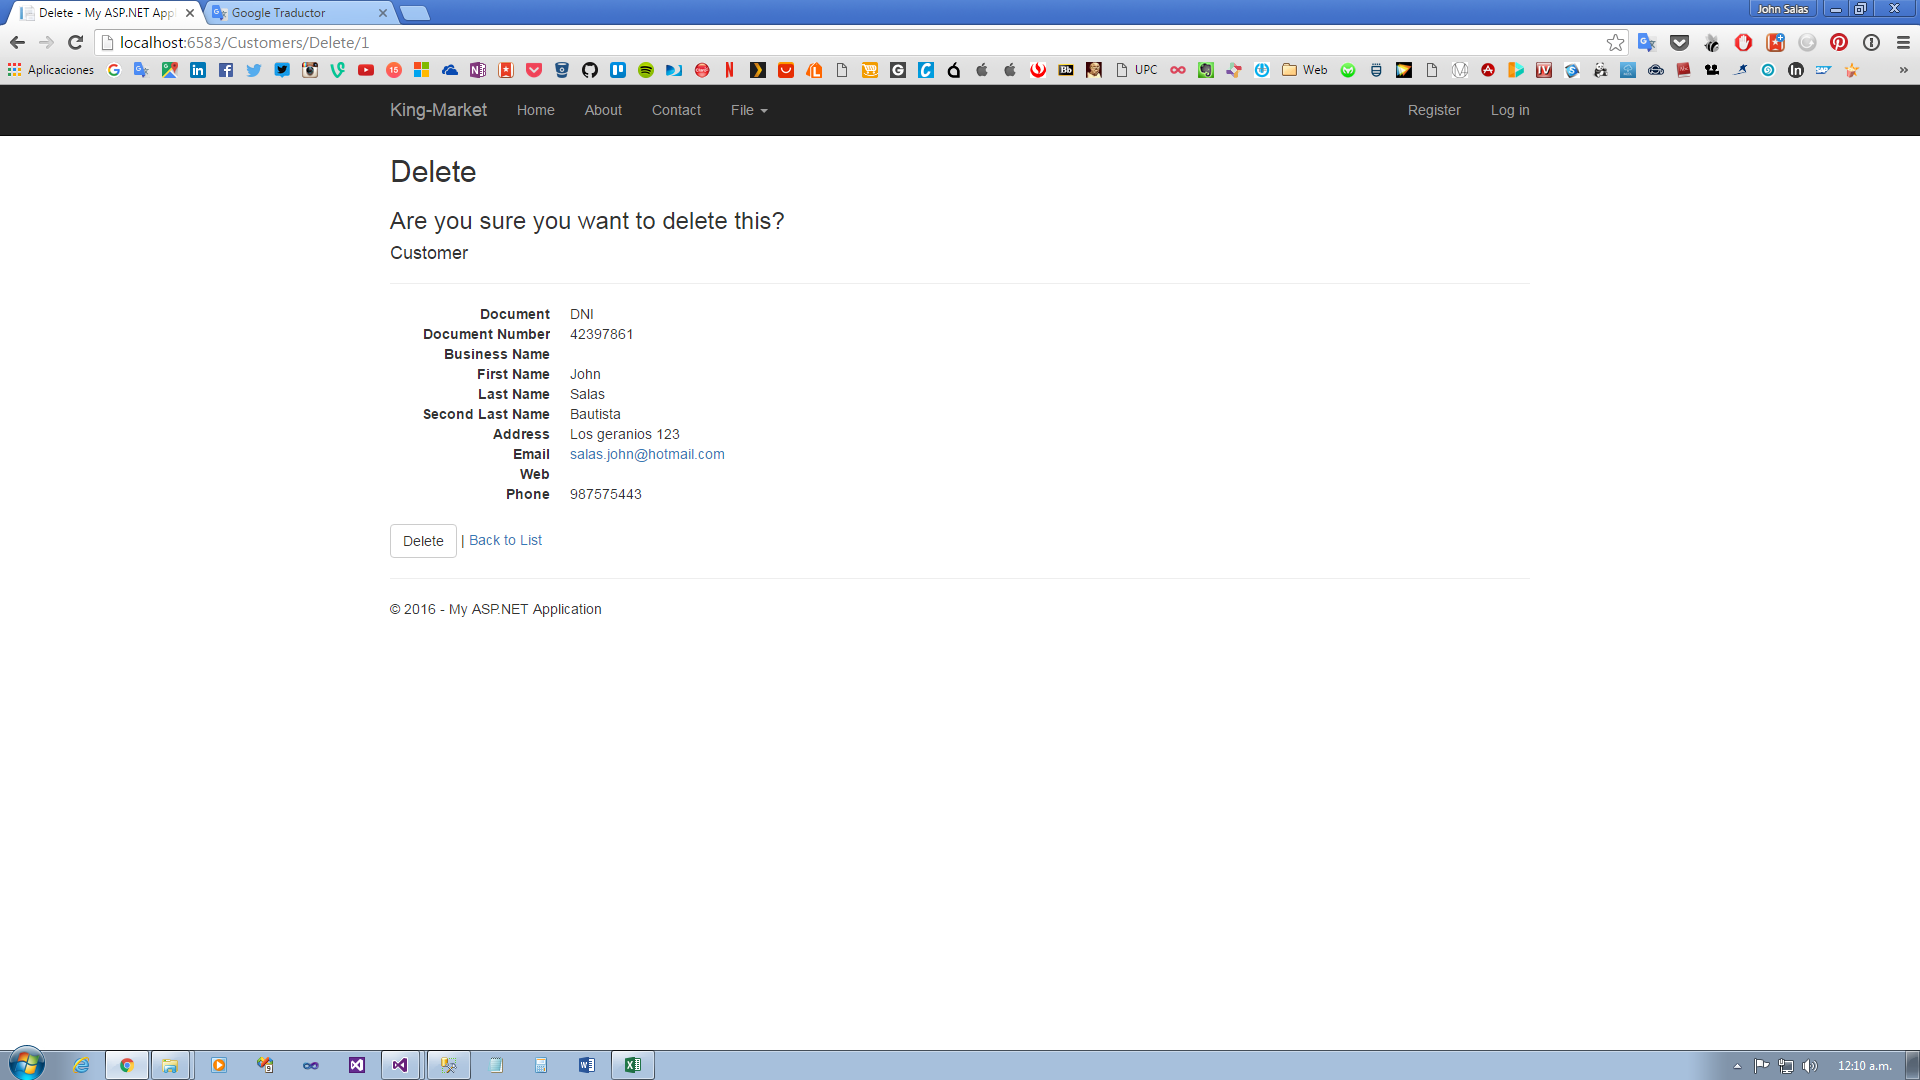 Delete - My ASP.NET App
Google Traductor
John Salas
localhost:6583/Customers/Delete/1
Aplicaciones
UPC
Web
King-Market
Home
About
Contact
File
Register
Log in
Delete
Are you sure you want to delete this?
Customer
Document DNI
Document Number 42397861
Business Name
First Name John
Last Name Salas
Second Last Name Bautista
Address Los geranios 123
Email salas.john@hotmail.com
Web
Phone 987575443
Delete | Back to List
© 2016 - My ASP.NET Application
12:10 a.m.